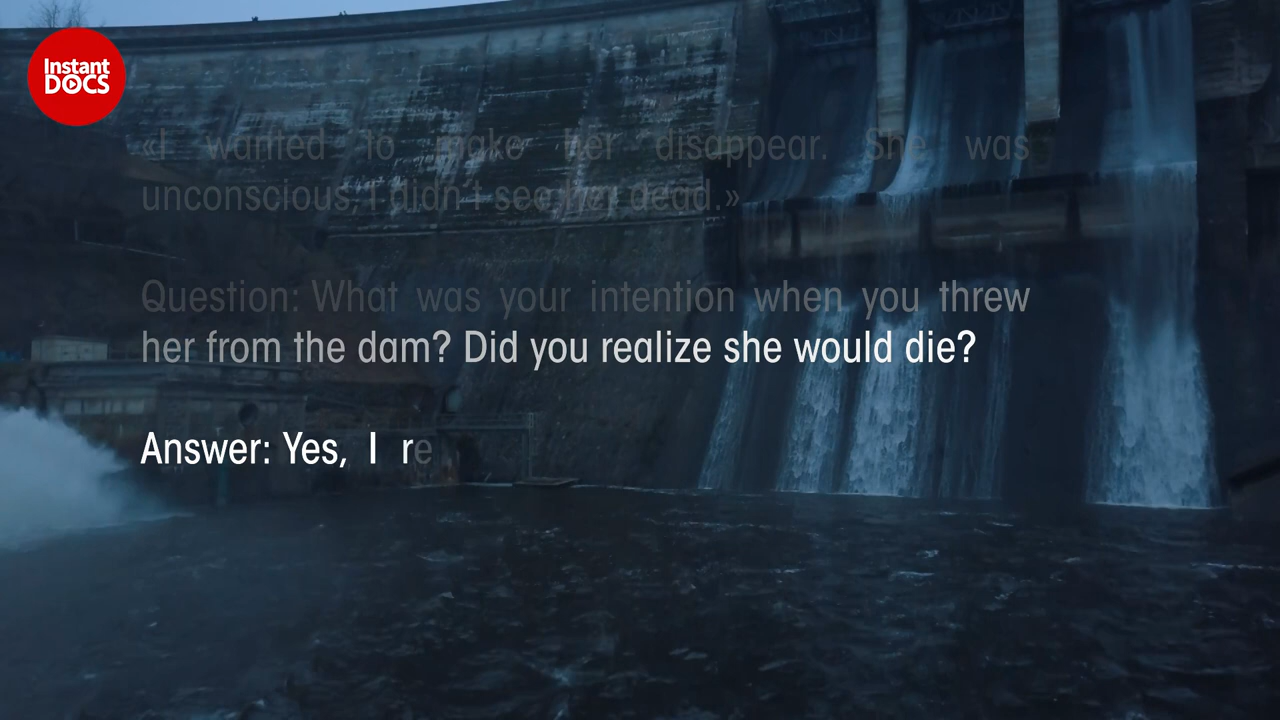 Instant
DOCS
«I wanted to make her disappear. She was
unconscious, I didn't see her dead.»
Question: What was your intention when you threw
her from the dam? Did you realize she would die?
Answer: Yes, I re